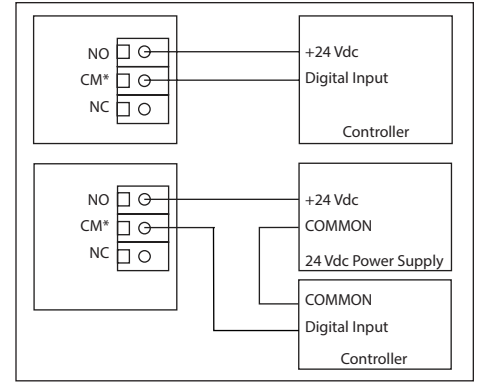 NO
+24 Vdc
CM*
Digital Input
NC
Controller
NO
+24 Vdc
CM*
COMMON
NC
24 Vdc Power Supply
COMMON
Digital Input
Controller